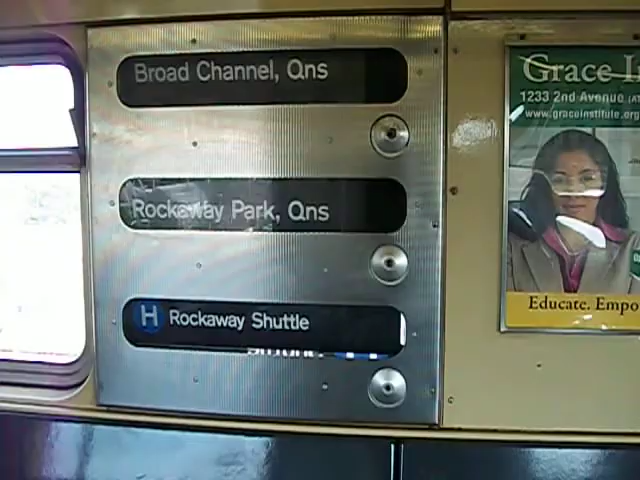 Broad Channel, Qns
Rockaway Park, Qns
H Rockaway Shuttle
Grace
1233 2nd Avenue
www.graceinstitute.org
Educate. Empo